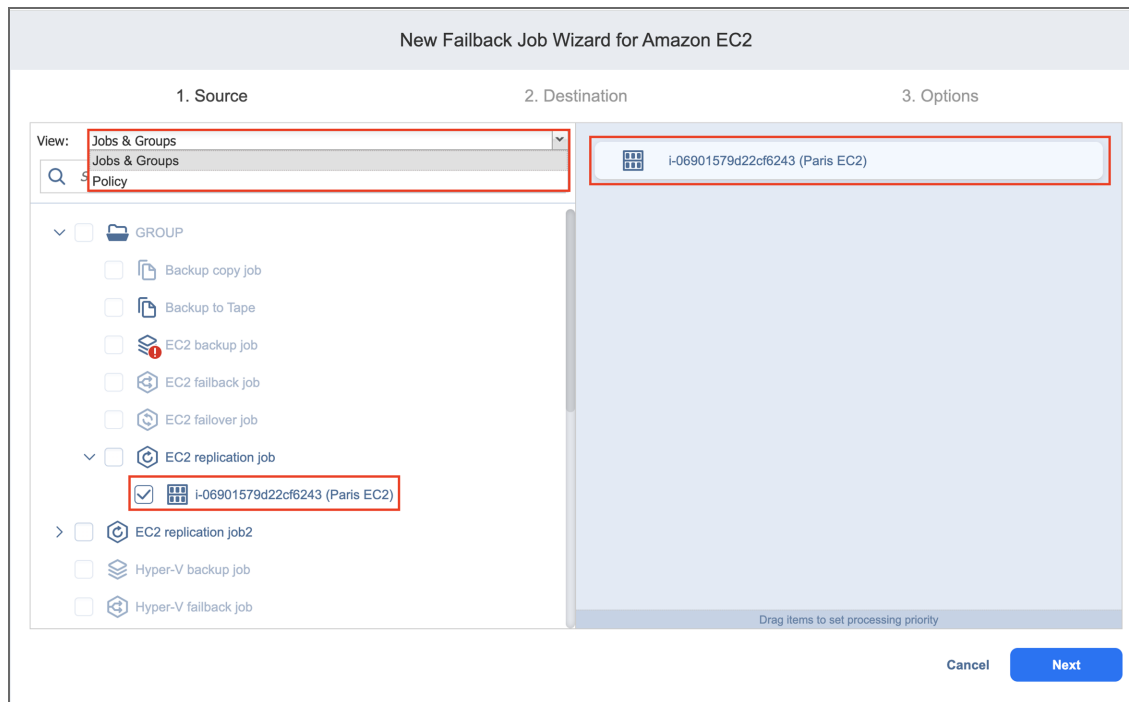 New Failback Job Wizard for Amazon EC2
1. Source
2. Destination
3. Options
View:
Jobs & Groups
Jobs & Groups
Policy
GROUP
Backup copy job
Backup to Tape
EC2 backup job
EC2 failback job
EC2 failover job
EC2 replication job
i-06901579d22cf6243 (Paris EC2)
EC2 replication job2
Hyper-V backup job
Hyper-V failback job
i-06901579d22cf6243 (Paris EC2)
Drag items to set processing priority
Cancel
Next